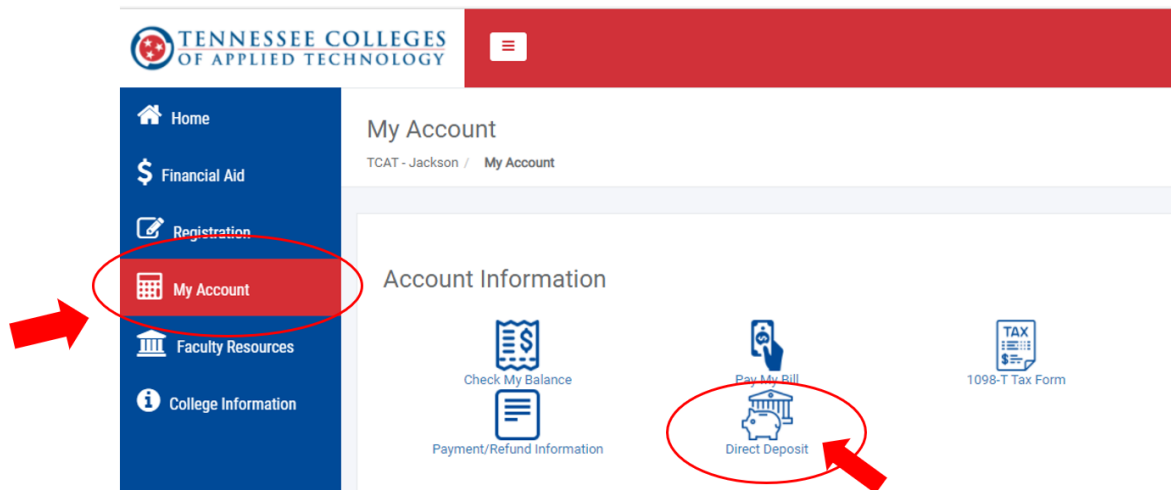 TENNESSEE COLLEGES
OF APPLIED TECHNOLOGY
Home
Financial Aid
Registration
My Account
Faculty Resources
College Information
My Account
TCAT - Jackson / My Account
Account Information
$
Check My Balance
$
Pay My Bill
TAX
$
1098-T Tax Form
Payment/Refund Information
Direct Deposit